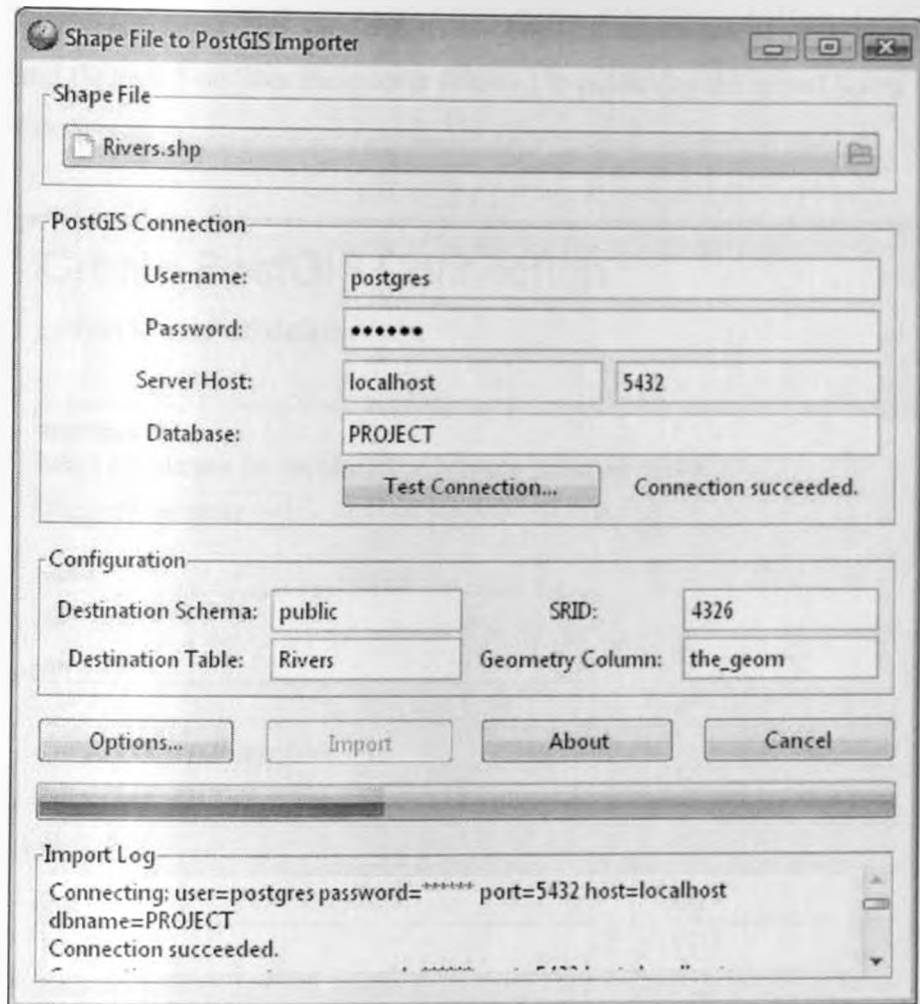 Shape File to PostGIS Importer
Shape File
Rivers.shp
PostGIS Connection
Username: postgres
Password: ••••••
Server Host: localhost 5432
Database: PROJECT
Test Connection... Connection succeeded.
Configuration
Destination Schema: public SRID: 4326
Destination Table: Rivers Geometry Column: the_geom
Options... Import About Cancel
Import Log
Connecting: user=postgres password=****** port=5432 host=localhost
dbname=PROJECT
Connection succeeded.